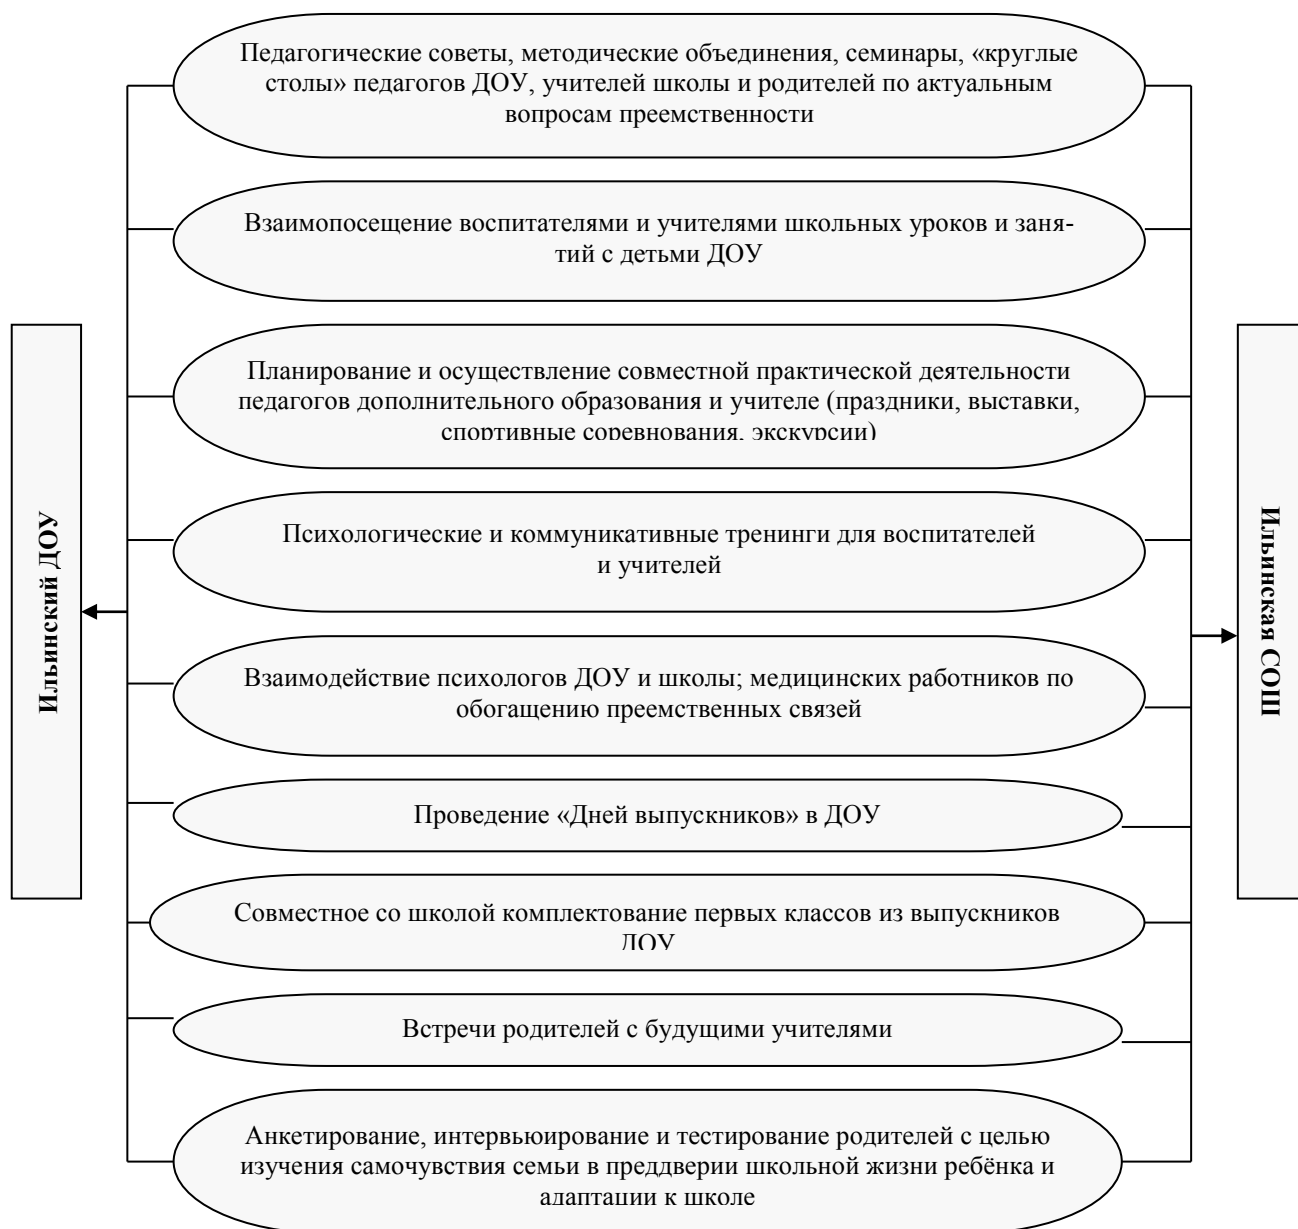 Педагогические советы, методические объединения, семинары, «круглые
столы» педагогов ДОУ, учителей школы и родителей по актуальным
вопросам преемственности
Взаимопосещение воспитателями и учителями школьных уроков и заня-
тий с детьми ДОУ
Планирование и осуществление совместной практической деятельности
педагогов дополнительного образования и учителе (праздники, выставки,
спортивные соревнования, экскурсии)
Психологические и коммуникативные тренинги для воспитателей
и учителей
Ильинский ДОУ
Ильинская СОШ
Взаимодействие психологов ДОУ и школы; медицинских работников по
обогащению преемственных связей
Проведение «Дней выпускников» в ДОУ
Совместное со школой комплектование первых классов из выпускников
ДОУ
Встречи родителей с будущими учителями
Анкетирование, интервьюирование и тестирование родителей с целью
изучения самочувствия семьи в преддверии школьной жизни ребёнка и
адаптации к школе